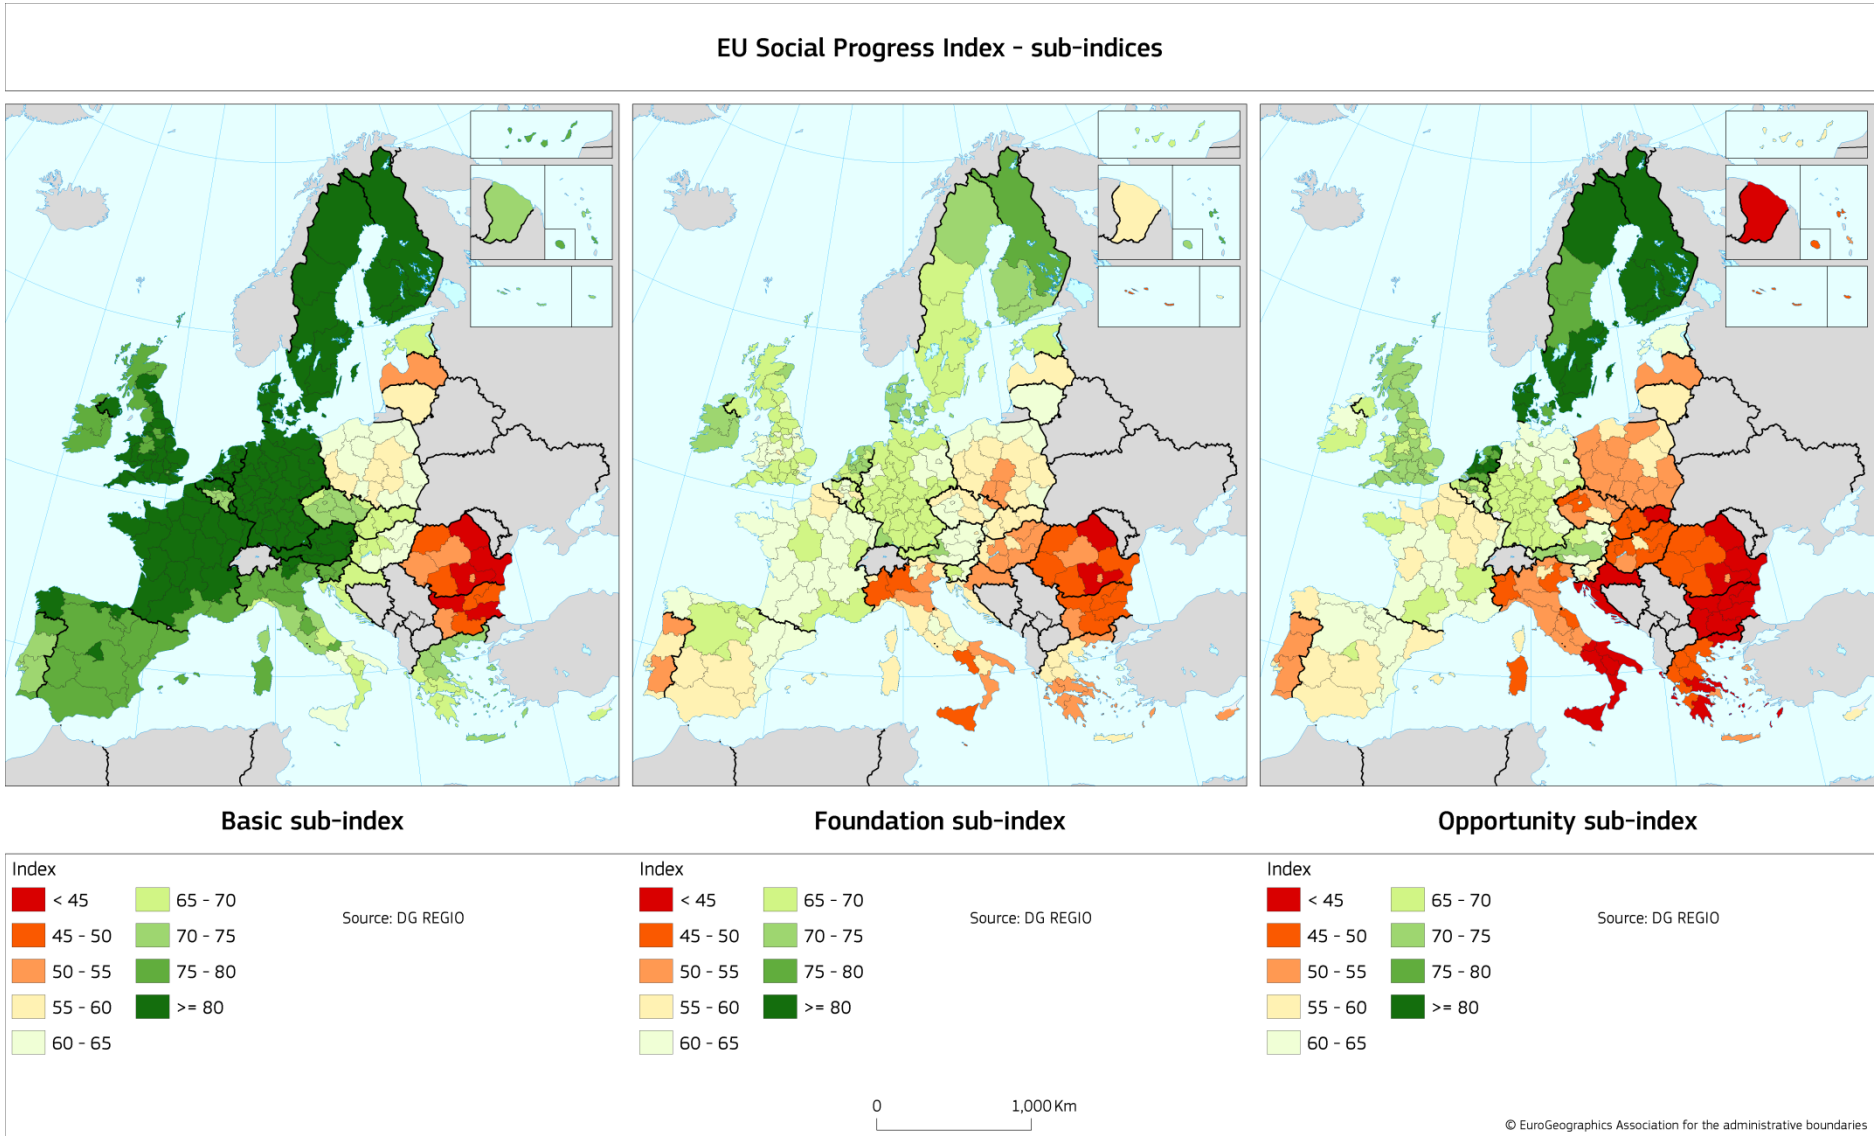 EU Social Progress Index - sub-indices
Basic sub-index
Foundation sub-index
Opportunity sub-index
Index
< 45
45 - 50
50 - 55
55 - 60
60 - 65
65 - 70
70 - 75
75 - 80
>= 80
Source: DG REGIO
Index
< 45
45 - 50
50 - 55
55 - 60
60 - 65
65 - 70
70 - 75
75 - 80
>= 80
Source: DG REGIO
Index
< 45
45 - 50
50 - 55
55 - 60
60 - 65
65 - 70
70 - 75
75 - 80
>= 80
Source: DG REGIO
0 1,000 Km
© EuroGeographics Association for the administrative boundaries